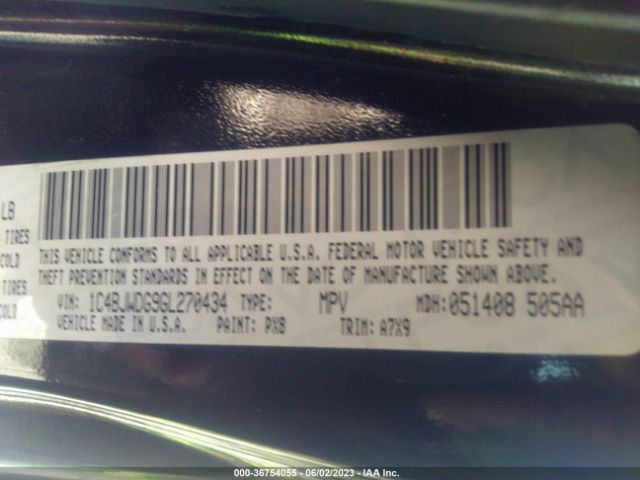 LB
TIRES
COLD
COLD
THIS VEHICLE CONFORMS TO ALL APPLICABLE U.S.A. FEDERAL MOTOR VEHICLE SAFETY AND
THEFT PREVENTION STANDARDS IN EFFECT ON THE DATE OF MANUFACTURE SHOWN ABOVE.
VIN: 1C4BJWDG9GL270434 TYPE: MPV MDH:051408 505AA
VEHICLE MADE IN U.S.A. PAINT: PX8 TRIM: A7X9
000-36754055 - 06/02/2023 - IAA Inc.